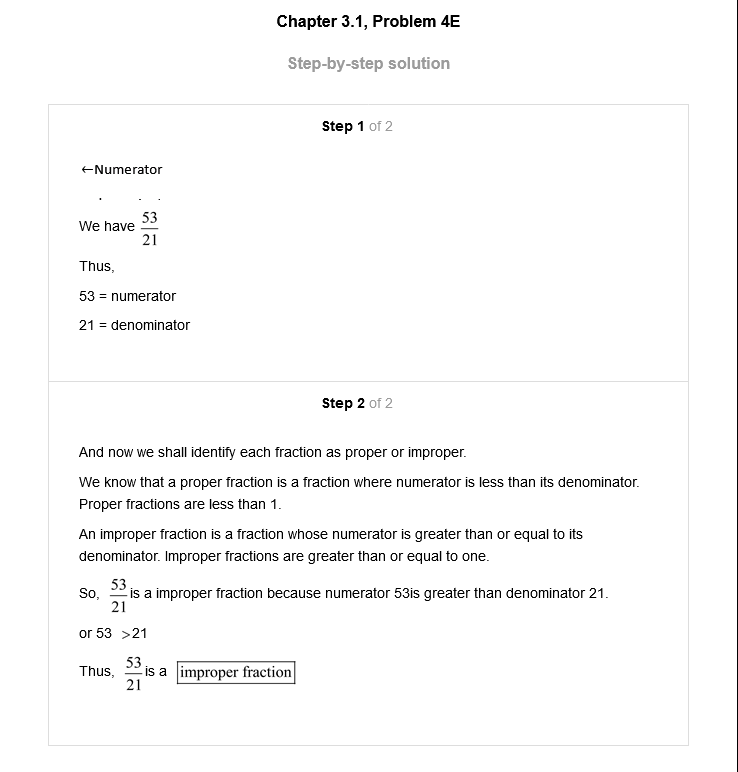 Chapter 3.1, Problem 4E
Step-by-step solution
Step 1 of 2
←Numerator
We have 53/21
Thus,
53 = numerator
21 = denominator
Step 2 of 2
And now we shall identify each fraction as proper or improper.
We know that a proper fraction is a fraction where numerator is less than its denominator.
Proper fractions are less than 1.
An improper fraction is a fraction whose numerator is greater than or equal to its
denominator. Improper fractions are greater than or equal to one.
So, 53/21 is a improper fraction because numerator 53is greater than denominator 21.
or 53 >21
Thus, 53/21 is a improper fraction